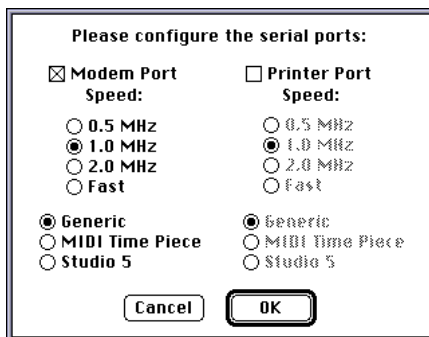 Please configure the serial ports:
Modem Port
Speed:
0.5 MHz
1.0 MHz
2.0 MHz
Fast
Generic
MIDI Time Piece
Studio 5
Printer Port
Speed:
0.5 MHz
1.0 MHz
2.0 MHz
Fast
Generic
MIDI Time Piece
Studio 5
Cancel
OK